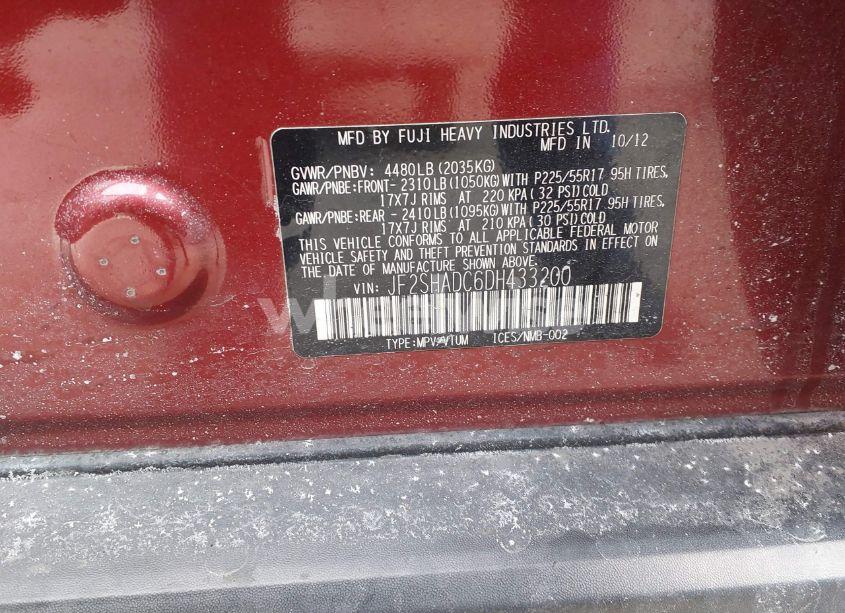 MFD BY FUJI HEAVY INDUSTRIES LTD.
MFD IN 10/12
GVWR/PNBV: 4480LB (2035KG)
GAWR/PNBE:FRONT- 2310LB (1050KG)WITH P225/55R17 95H TIRES,
17X7J RIMS AT 220 KPA ( 32 PSI) COLD
GAWR/PNBE:REAR - 2410LB (1095KG)WITH P225/55R17 95H TIRES,
17X7J RIMS AT 210 KPA ( 30 PSI) COLD
THIS VEHICLE CONFORMS TO ALL APPLICABLE FEDERAL MOTOR
VEHICLE SAFETY AND THEFT PREVENTION STANDARDS IN EFFECT ON
THE DATE OF MANUFACTURE SHOWN ABOVE.
VIN: JF2SHADC6DH433200
TYPE:MPV/VTUM ICES/NMB-002